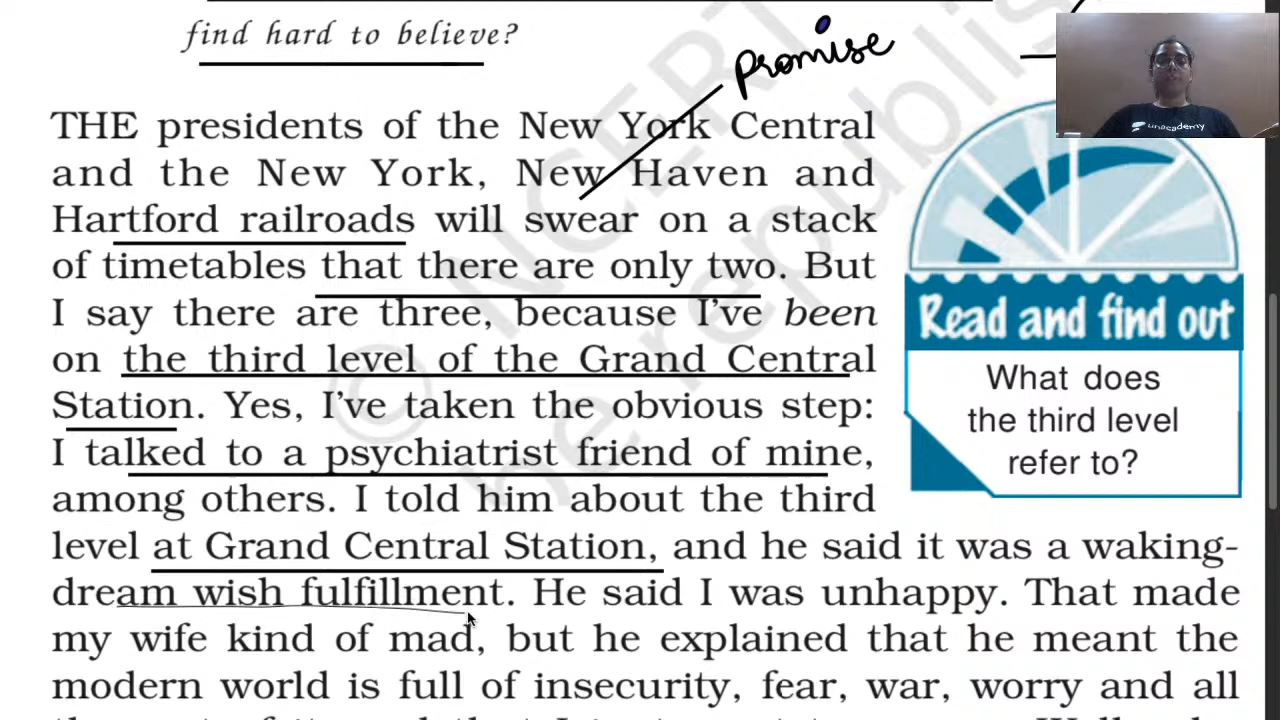 find hard to believe?
promise
unacademy
THE presidents of the New York Central
and the New York, New Haven and
Hartford railroads will swear on a stack
of timetables that there are only two. But
I say there are three, because I've been
on the third level of the Grand Central
Station. Yes, I've taken the obvious step:
I talked to a psychiatrist friend of mine,
among others. I told him about the third
level at Grand Central Station, and he said it was a waking-
dream wish fulfillment. He said I was unhappy. That made
my wife kind of mad, but he explained that he meant the
modern world is full of insecurity, fear, war, worry and all
Read and find out
What does
the third level
refer to?
© NCERT
be republis